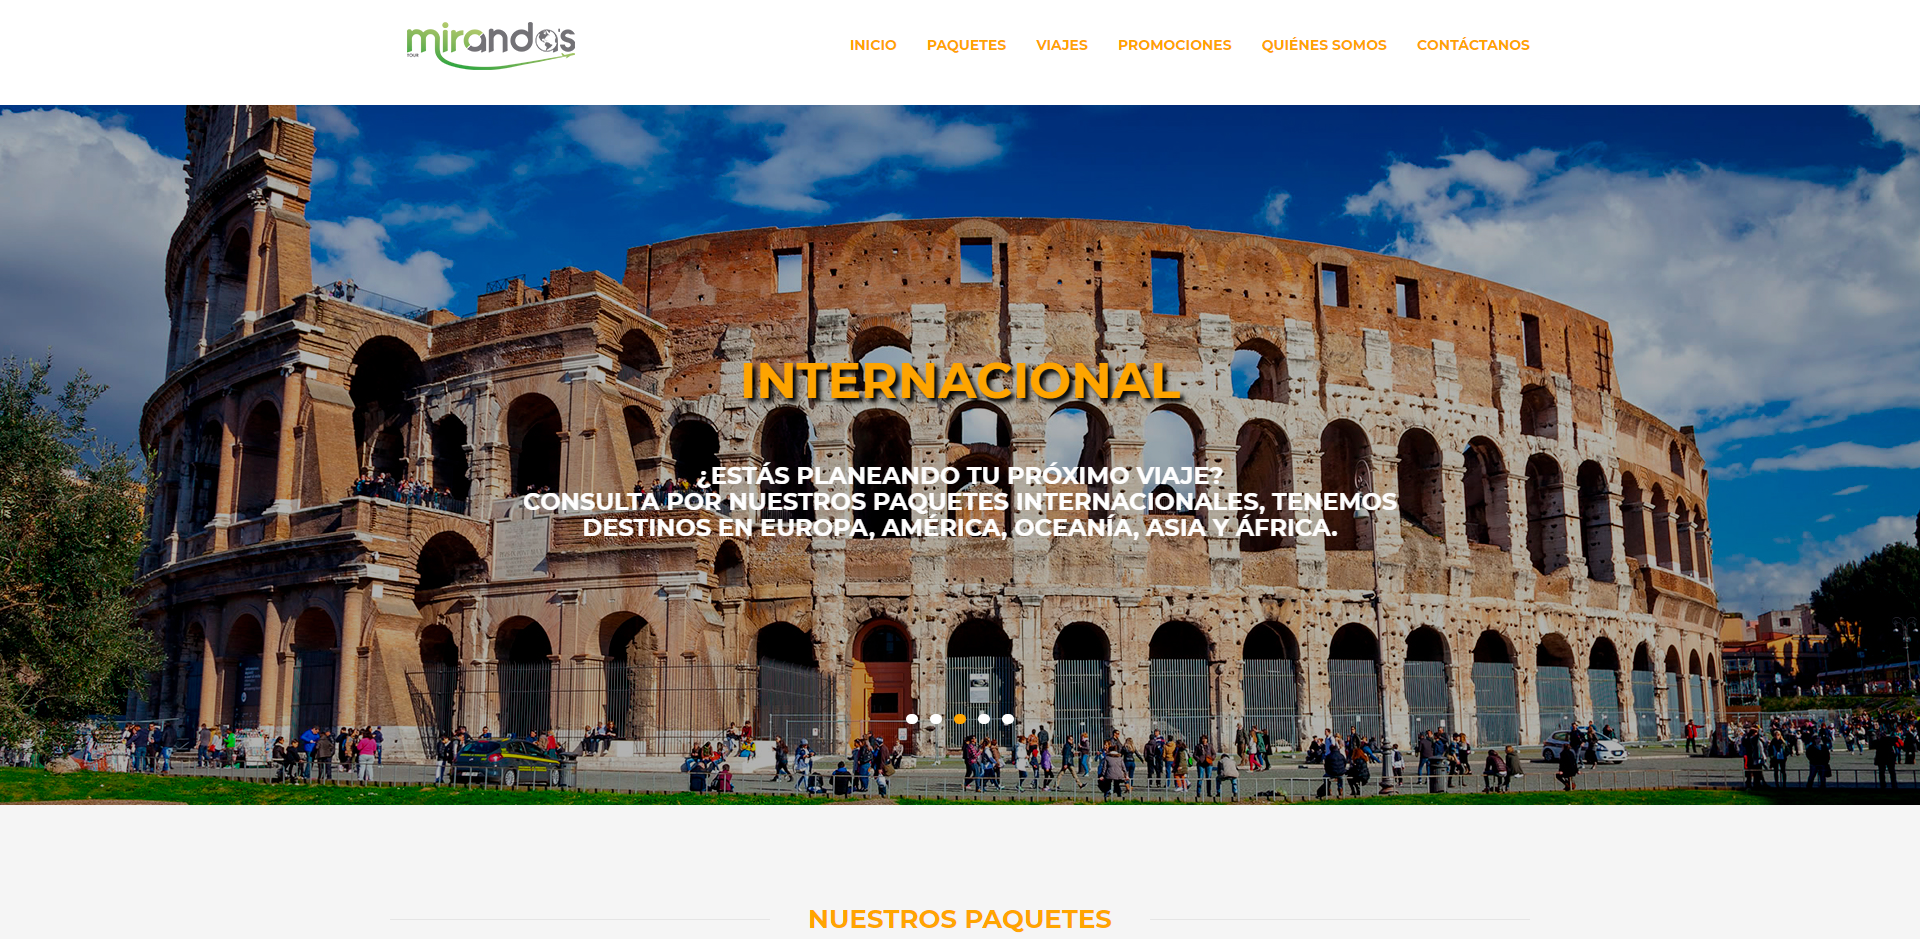 mirandas
TOUR
INICIO PAQUETES VIAJES PROMOCIONES QUIÉNES SOMOS CONTÁCTANOS
INTERNACIONAL
¿ESTÁS PLANEANDO TU PRÓXIMO VIAJE?
CONSULTA POR NUESTROS PAQUETES INTERNACIONALES, TENEMOS
DESTINOS EN EUROPA, AMÉRICA, OCEANÍA, ASIA Y ÁFRICA.
NUESTROS PAQUETES